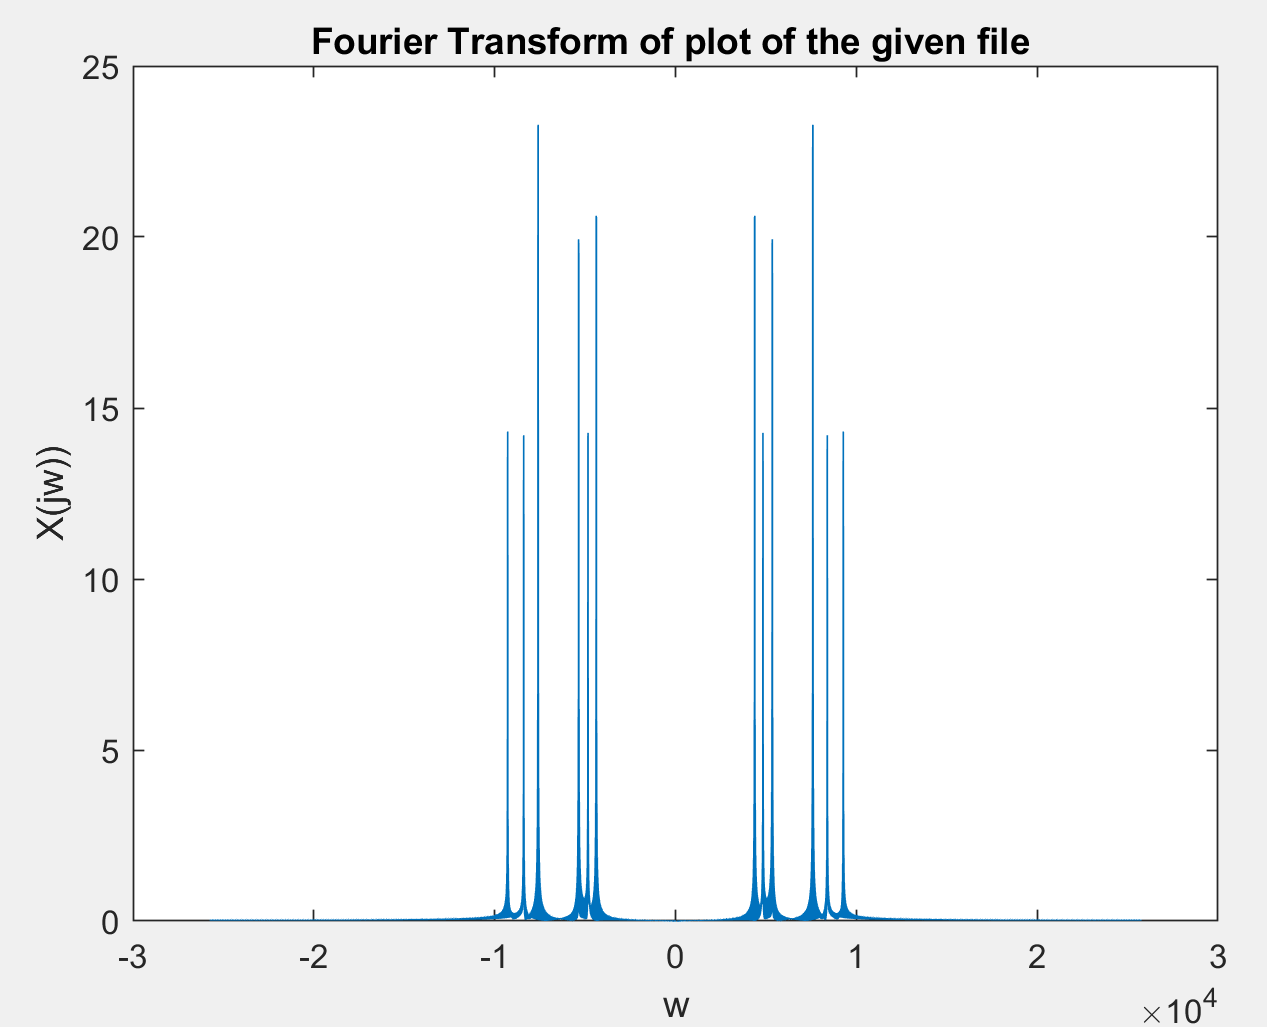 Fourier Transform of plot of the given file
25
20
15
10
5
0
X(jw))
-3 -2 -1 0 1 2 3
w
×10⁴